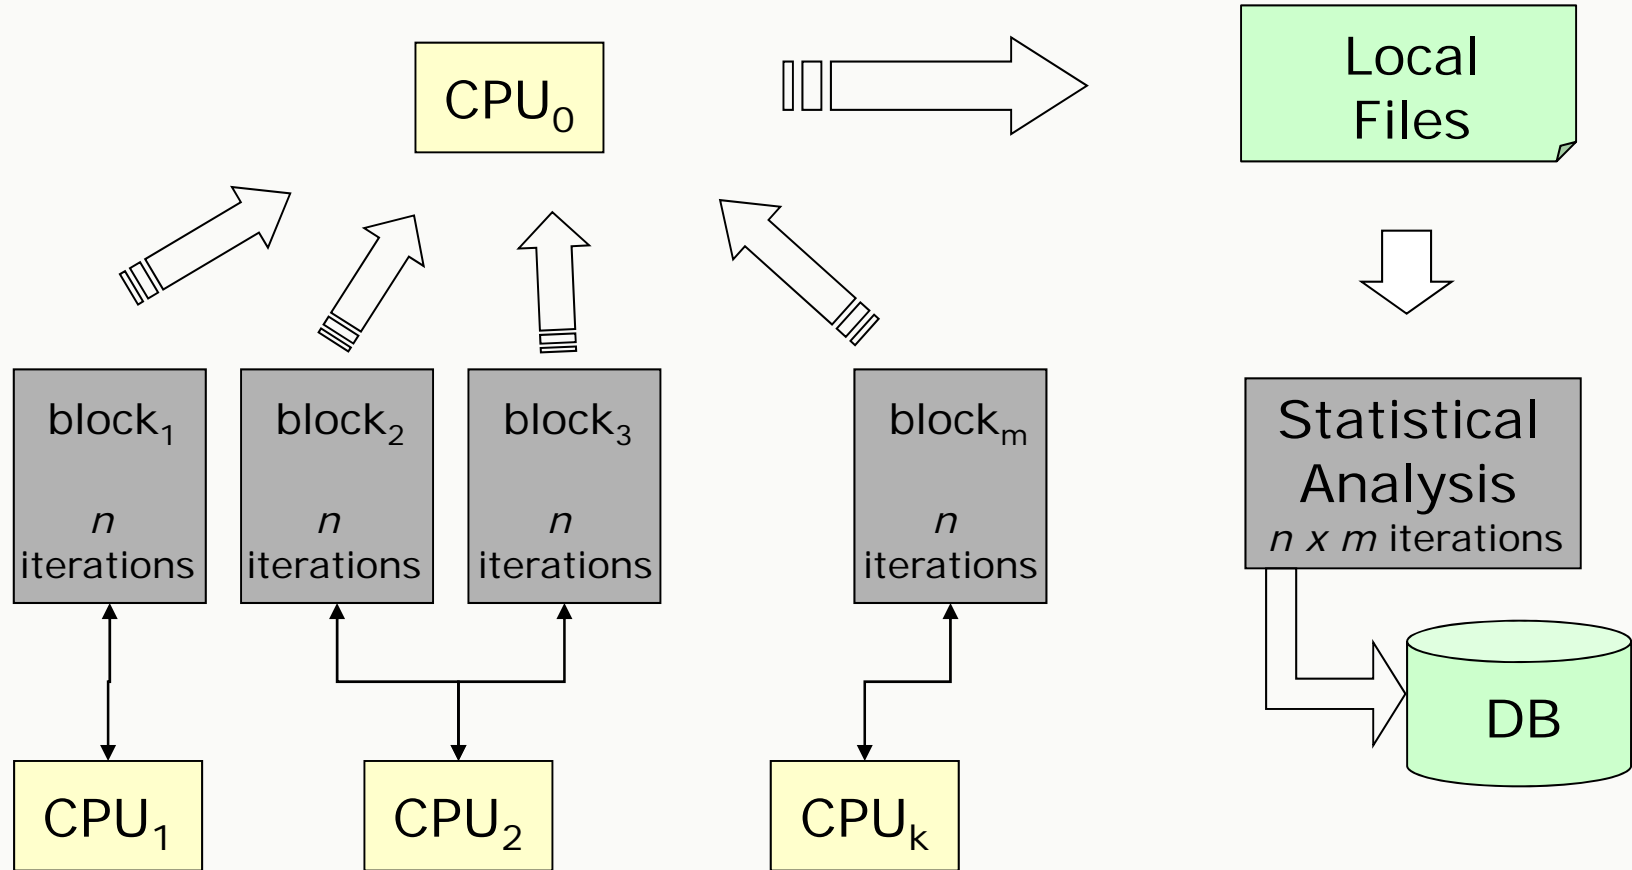 CPU₀
Local
Files
block₁
n
iterations
block₂
n
iterations
block₃
n
iterations
blockₘ
n
iterations
Statistical
Analysis
n x m iterations
DB
CPU₁
CPU₂
CPUₖ